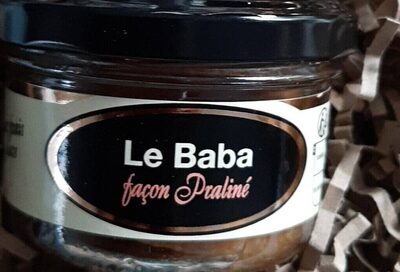 Le Baba
façon Praliné